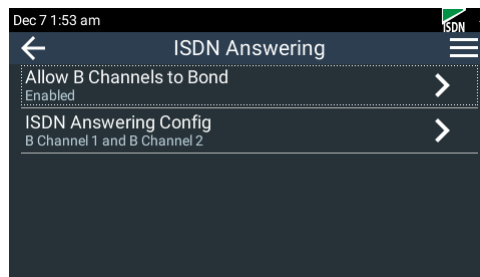 Dec 7 1:53 am
ISDN
ISDN Answering
Allow B Channels to Bond
Enabled
ISDN Answering Config
B Channel 1 and B Channel 2